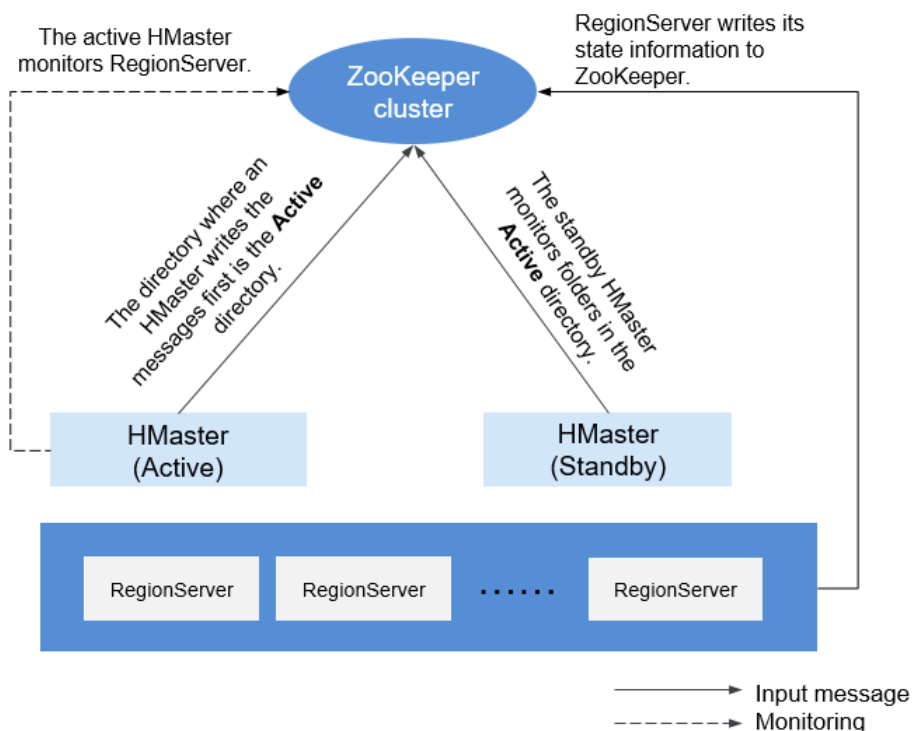 The active HMaster
monitors RegionServer.
RegionServer writes its
state information to
ZooKeeper.
ZooKeeper
cluster
The directory where an
HMaster writes the
messages first is the Active
directory.
The standby HMaster
monitors folders in the
Active directory.
HMaster
(Active)
HMaster
(Standby)
RegionServer
RegionServer
......
RegionServer
Input message
Monitoring